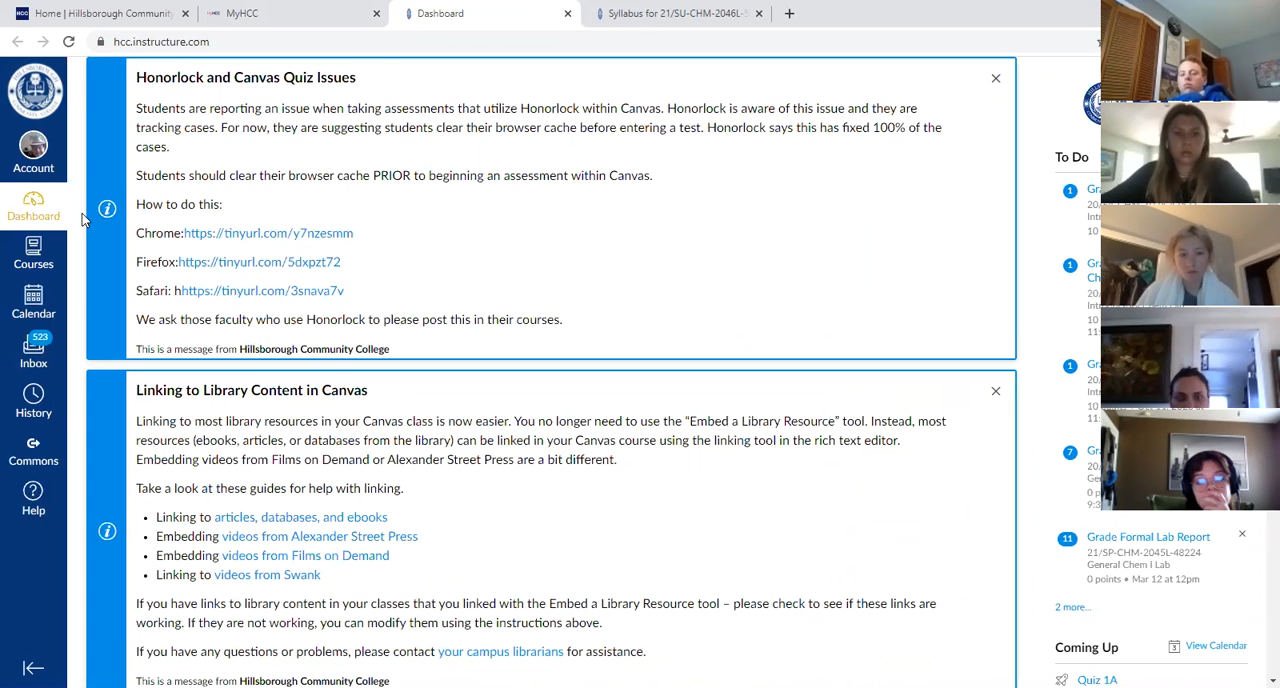 Home | Hillsborough Community
MyHCC
Dashboard
Syllabus for 21/SU-CHM-2046L-
hcc.instructure.com
Account
Dashboard
Courses
Calendar
523
Inbox
History
Commons
Help
Honorlock and Canvas Quiz Issues
Students are reporting an issue when taking assessments that utilize Honorlock within Canvas. Honorlock is aware of this issue and they are
tracking cases. For now, they are suggesting students clear their browser cache before entering a test. Honorlock says this has fixed 100% of the
cases.
Students should clear their browser cache PRIOR to beginning an assessment within Canvas.
How to do this:
Chrome:https://tinyurl.com/y7nzesmm
Firefox:https://tinyurl.com/5dxpzt72
Safari: hhttps://tinyurl.com/3snava7v
We ask those faculty who use Honorlock to please post this in their courses.
This is a message from Hillsborough Community College
Linking to Library Content in Canvas
Linking to most library resources in your Canvas class is now easier. You no longer need to use the “Embed a Library Resource” tool. Instead, most
resources (ebooks, articles, or databases from the library) can be linked in your Canvas course using the linking tool in the rich text editor.
Embedding videos from Films on Demand or Alexander Street Press are a bit different.
Take a look at these guides for help with linking.
• Linking to articles, databases, and ebooks
• Embedding videos from Alexander Street Press
• Embedding videos from Films on Demand
• Linking to videos from Swank
If you have links to library content in your classes that you linked with the Embed a Library Resource tool – please check to see if these links are
working. If they are not working, you can modify them using the instructions above.
If you have any questions or problems, please contact your campus librarians for assistance.
This is a message from Hillsborough Community College
To Do
1
1
1
7
11
Grade Formal Lab Report
21/SP-CHM-2045L-48224
General Chem I Lab
0 points • Mar 12 at 12pm
2 more...
Coming Up
View Calendar
Quiz 1A